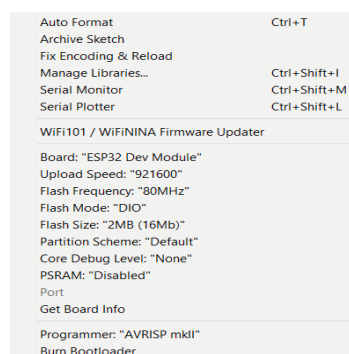 Auto Format Ctrl+T
Archive Sketch
Fix Encoding & Reload
Manage Libraries... Ctrl+Shift+I
Serial Monitor Ctrl+Shift+M
Serial Plotter Ctrl+Shift+L
WiFi101 / WiFiNINA Firmware Updater
Board: "ESP32 Dev Module"
Upload Speed: "921600"
Flash Frequency: "80MHz"
Flash Mode: "DIO"
Flash Size: "2MB (16Mb)"
Partition Scheme: "Default"
Core Debug Level: "None"
PSRAM: "Disabled"
Port
Get Board Info
Programmer: "AVRISP mkII"
Burn Bootloader